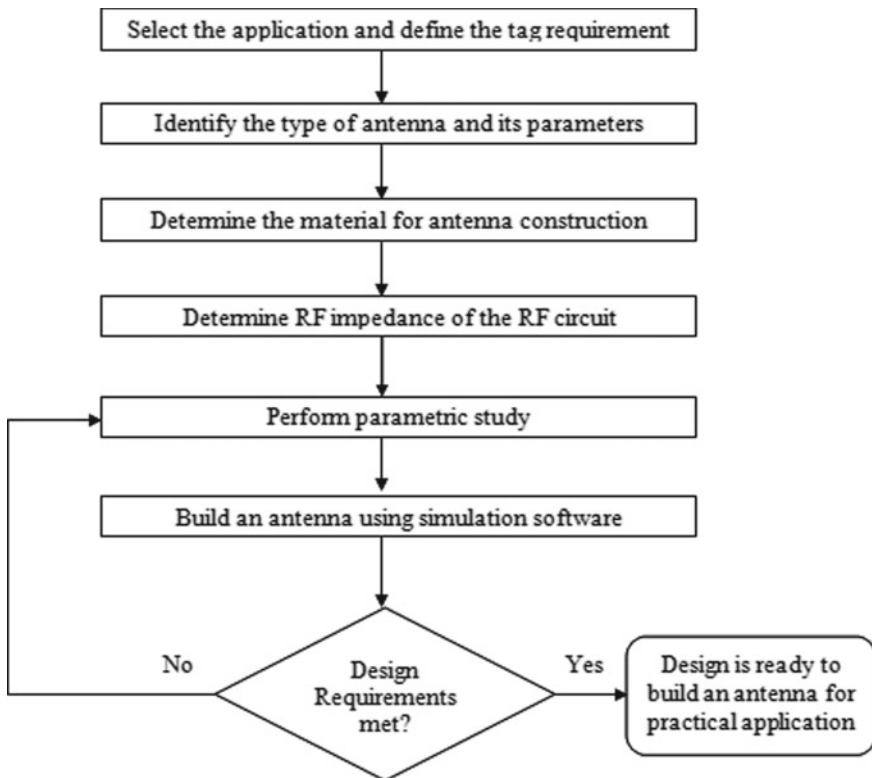 Select the application and define the tag requirement
Identify the type of antenna and its parameters
Determine the material for antenna construction
Determine RF impedance of the RF circuit
Perform parametric study
Build an antenna using simulation software
No
Design
Requirements
met?
Yes
Design is ready to
build an antenna for
practical application